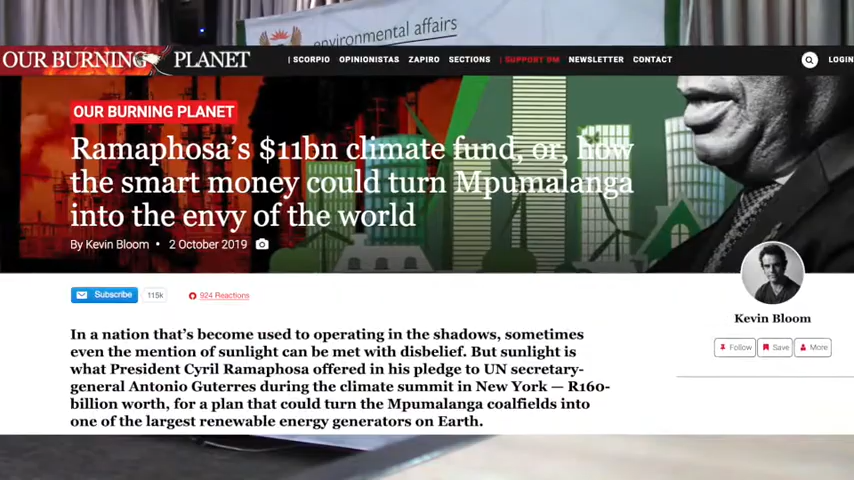 environmental affairs
OUR BURNING PLANET
| SCORPIO OPINIONISTAS ZAPIRO SECTIONS | SUPPORT DM NEWSLETTER CONTACT LOGIN
OUR BURNING PLANET
Ramaphosa's $11bn climate fund, or, how
the smart money could turn Mpumalanga
into the envy of the world
By Kevin Bloom • 2 October 2019
Subscribe 115k 924 Reactions
Kevin Bloom
Follow Save More
In a nation that's become used to operating in the shadows, sometimes
even the mention of sunlight can be met with disbelief. But sunlight is
what President Cyril Ramaphosa offered in his pledge to UN secretary-
general Antonio Guterres during the climate summit in New York — R160-
billion worth, for a plan that could turn the Mpumalanga coalfields into
one of the largest renewable energy generators on Earth.